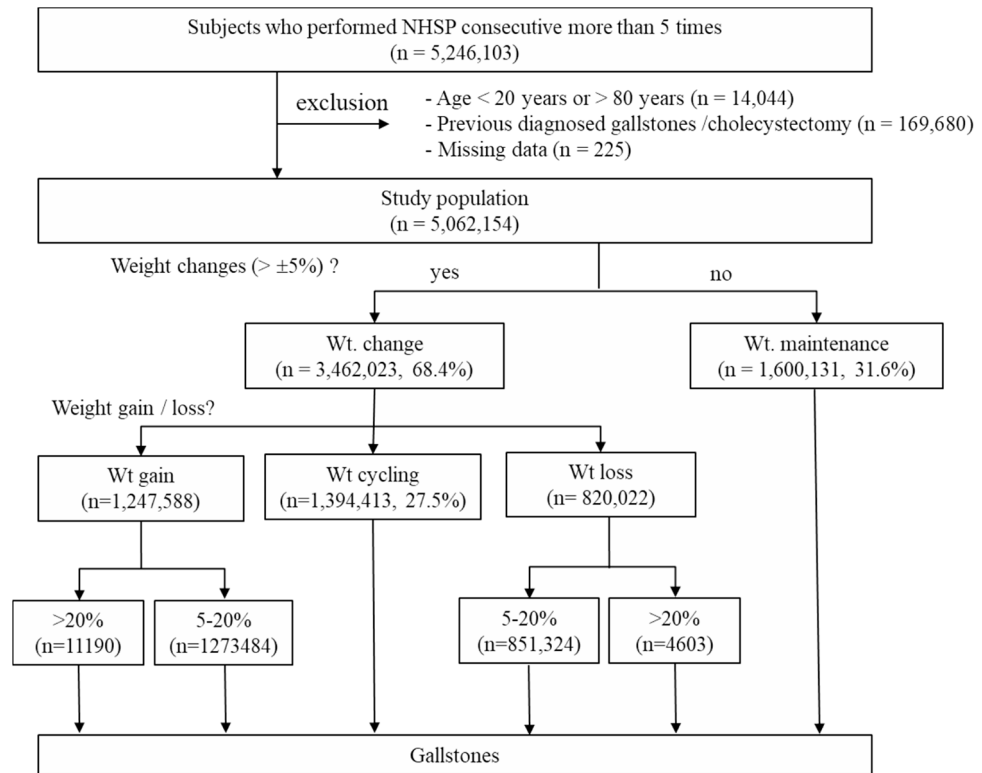 Subjects who performed NHSP consecutive more than 5 times
(n = 5,246,103)
exclusion
- Age < 20 years or > 80 years (n = 14,044)
- Previous diagnosed gallstones /cholecystectomy (n = 169,680)
- Missing data (n = 225)
Study population
(n = 5,062,154)
Weight changes (> ±5%) ?
yes
no
Wt. change
(n = 3,462,023, 68.4%)
Wt. maintenance
(n = 1,600,131, 31.6%)
Weight gain / loss?
Wt gain
(n=1,247,588)
Wt cycling
(n=1,394,413, 27.5%)
Wt loss
(n= 820,022)
>20%
(n=11190)
5-20%
(n=1273484)
5-20%
(n=851,324)
>20%
(n=4603)
Gallstones